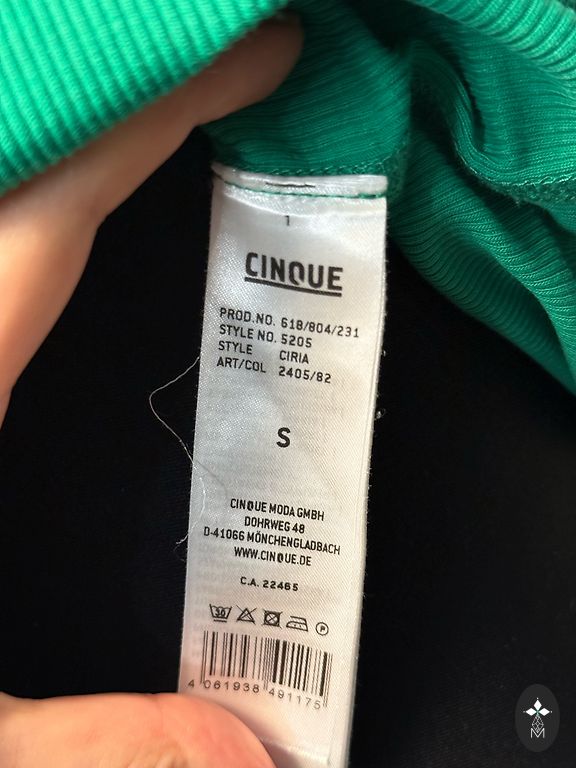 1
CINQUE
PROD.NO. 618/804/231
STYLE NO. 5205
STYLE CIRIA
ART/COL 2405/82
S
CINQUE MODA GMBH
DOHRWEG 48
D-41066 MÖNCHENGLADBACH
WWW.CINQUE.DE
C.A. 22465
30 P
4 061938 491175
M